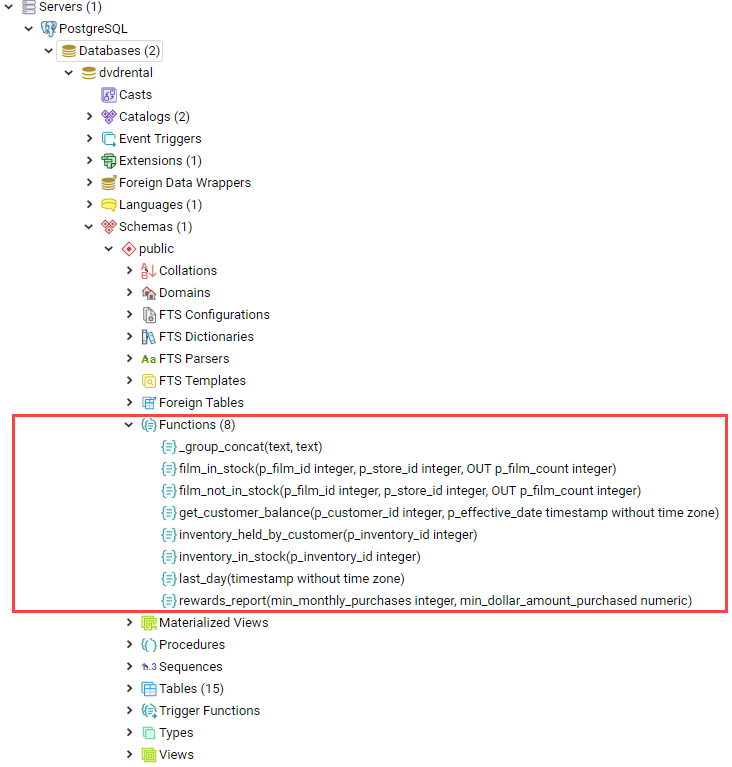 Servers (1)
PostgreSQL
Databases (2)
dvdrental
Casts
Catalogs (2)
Event Triggers
Extensions (1)
Foreign Data Wrappers
Languages (1)
Schemas (1)
public
Collations
Domains
FTS Configurations
FTS Dictionaries
Aa FTS Parsers
FTS Templates
Foreign Tables
Functions (8)
_group_concat(text, text)
film_in_stock(p_film_id integer, p_store_id integer, OUT p_film_count integer)
film_not_in_stock(p_film_id integer, p_store_id integer, OUT p_film_count integer)
get_customer_balance(p_customer_id integer, p_effective_date timestamp without time zone)
inventory_held_by_customer(p_inventory_id integer)
inventory_in_stock(p_inventory_id integer)
last_day(timestamp without time zone)
rewards_report(min_monthly_purchases integer, min_dollar_amount_purchased numeric)
Materialized Views
Procedures
1..3 Sequences
Tables (15)
Trigger Functions
Types
Views